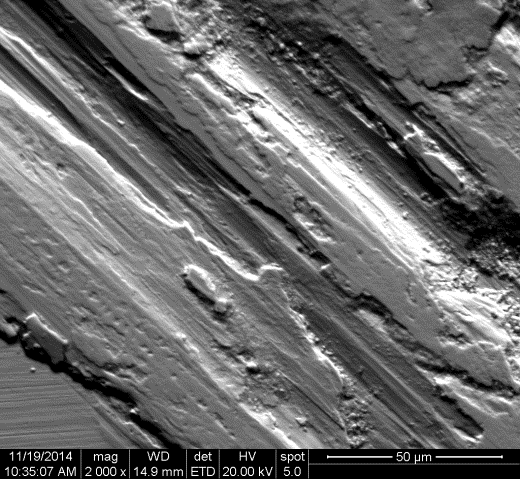 11/19/2014 mag WD det HV spot
10:35:07 AM 2 000 x 14.9 mm ETD 20.00 kV 5.0 50 µm